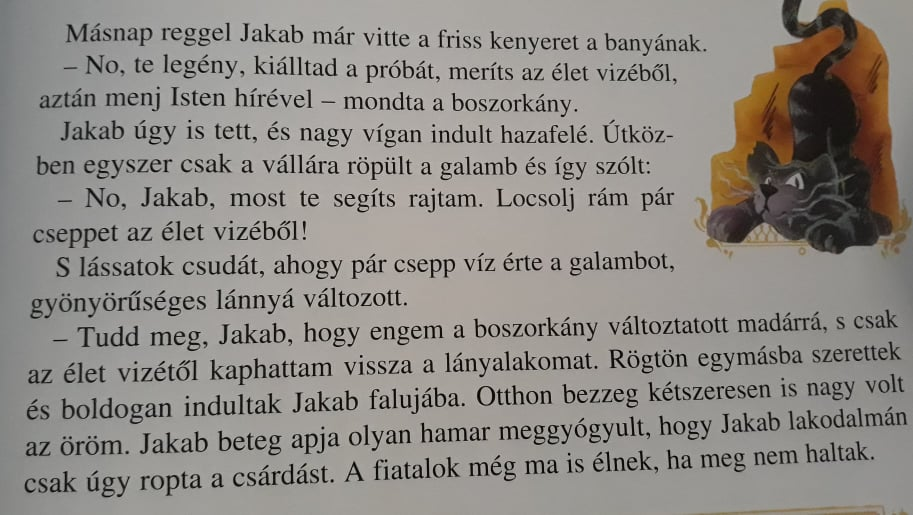 Másnap reggel Jakab már vitte a friss kenyeret a banyának.
– No, te legény, kiálltad a próbát, meríts az élet vizéből,
aztán menj Isten hírével – mondta a boszorkány.
Jakab úgy is tett, és nagy vígan indult hazafelé. Útköz-
ben egyszer csak a vállára röpült a galamb és így szólt:
– No, Jakab, most te segíts rajtam. Locsolj rám pár
cseppet az élet vizéből!
S lássatok csudát, ahogy pár csepp víz érte a galambot,
gyönyörűséges lánnyá változott.
– Tudd meg, Jakab, hogy engem a boszorkány változtatott madárrá, s csak
az élet vizétől kaphattam vissza a lányalakomat. Rögtön egymásba szerettek
és boldogan indultak Jakab falujába. Otthon bezzeg kétszeresen is nagy volt
az öröm. Jakab beteg apja olyan hamar meggyógyult, hogy Jakab lakodalmán
csak úgy ropta a csárdást. A fiatalok még ma is élnek, ha meg nem haltak.